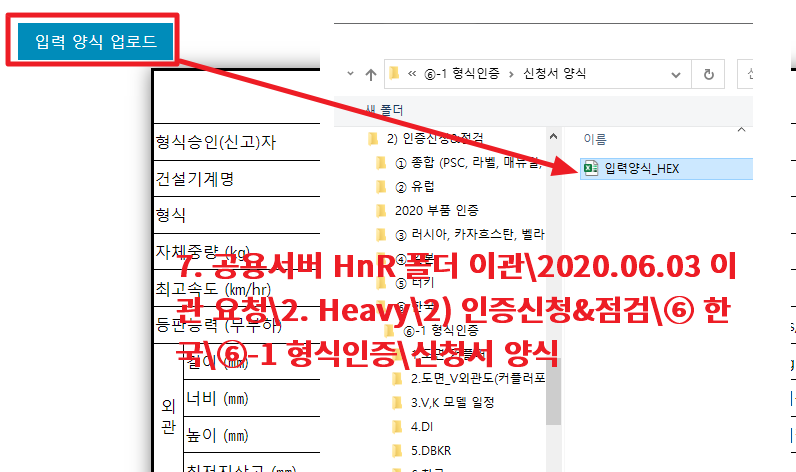 입력 양식 업로드
« ⑥-1 형식인증 › 신청서 양식
새 폴더
2) 인증신청&점검
이름
① 종합 (PSC, 라벨, 매뉴얼,
입력양식_HEX
② 유럽
2020 부품 인증
③ 러시아, 카자흐스탄, 벨라
⑤ 터키
⑥-1 형식인증
2.도면_V외관도(커플러포
3.V,K 모델 일정
4.DI
5.DBKR
형식승인(신고)자
건설기계명
형식
자체중량 (kg)
최고속도 (km/hr)
등판능력 (무부하)
외관
길이 (mm)
너비 (mm)
높이 (mm)
최저지상고 (mm)
7. 공용서버 HnR 폴더 이관\2020.06.03 이
관 요청\2. Heavy\2) 인증신청&점검\⑥ 한
국\⑥-1 형식인증\신청서 양식